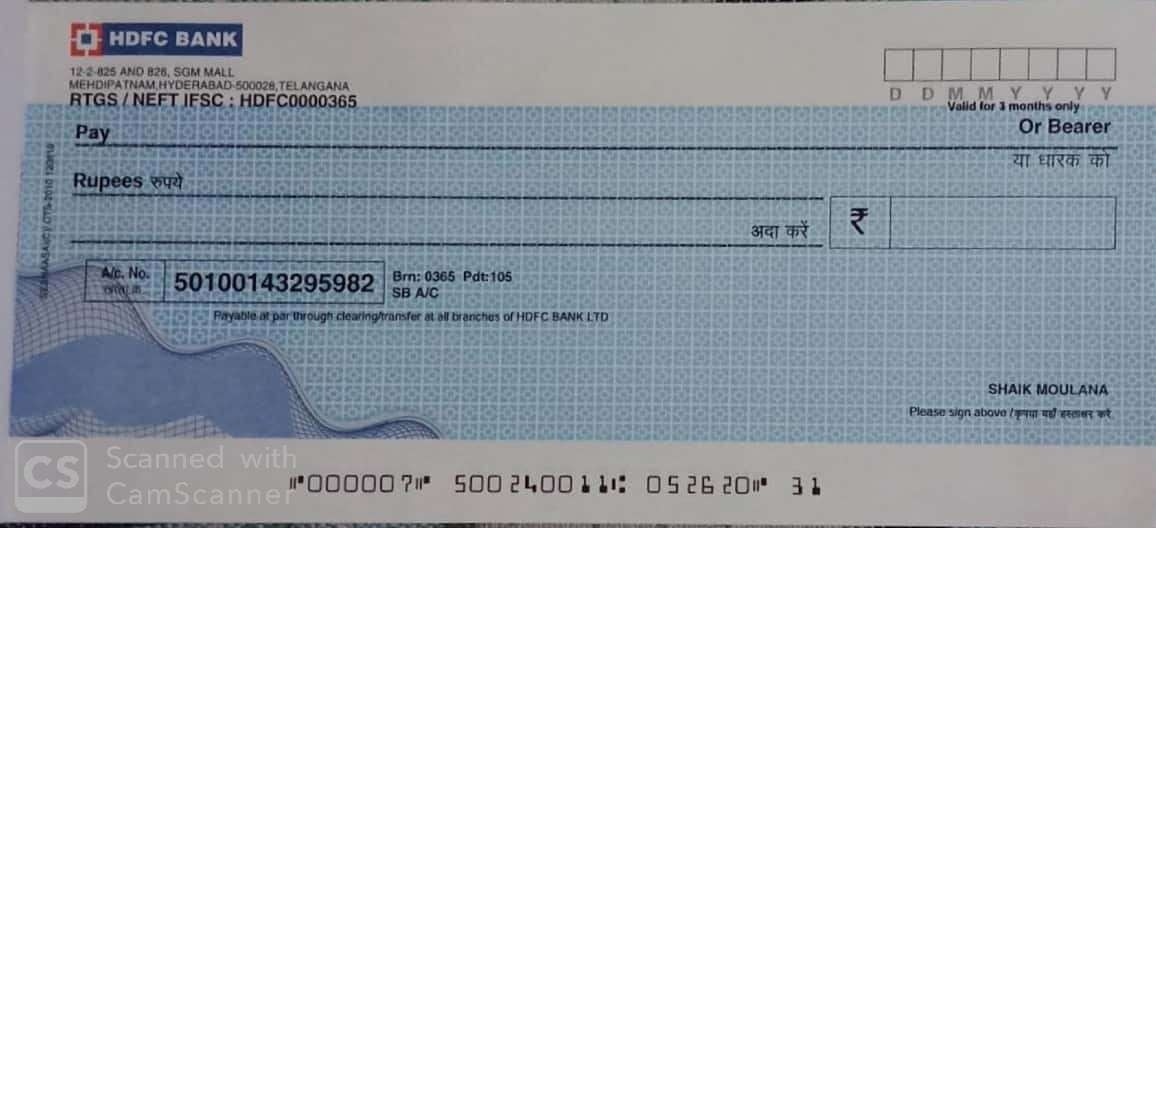 HDFC BANK
12-2-825 AND 826, SGM MALL
MEHDIPATNAM,HYDERABAD-500028,TELANGANA
RTGS / NEFT IFSC : HDFC0000365
D D M M Y Y Y Y
Valid for 3 months only
Pay
Or Bearer
या धारक को
Rupees रुपये
अदा करें ₹
A/c. No. 50100143295982 Brn: 0365 Pdt:105
SB A/C
Payable at par through clearing/transfer at all branches of HDFC BANK LTD
SHAIK MOULANA
Please sign above / कृपया यहाँ हस्ताक्षर करें
CS Scanned with
CamScanner
⑈000007⑈ 500240011⑆ 052620⑈ 31